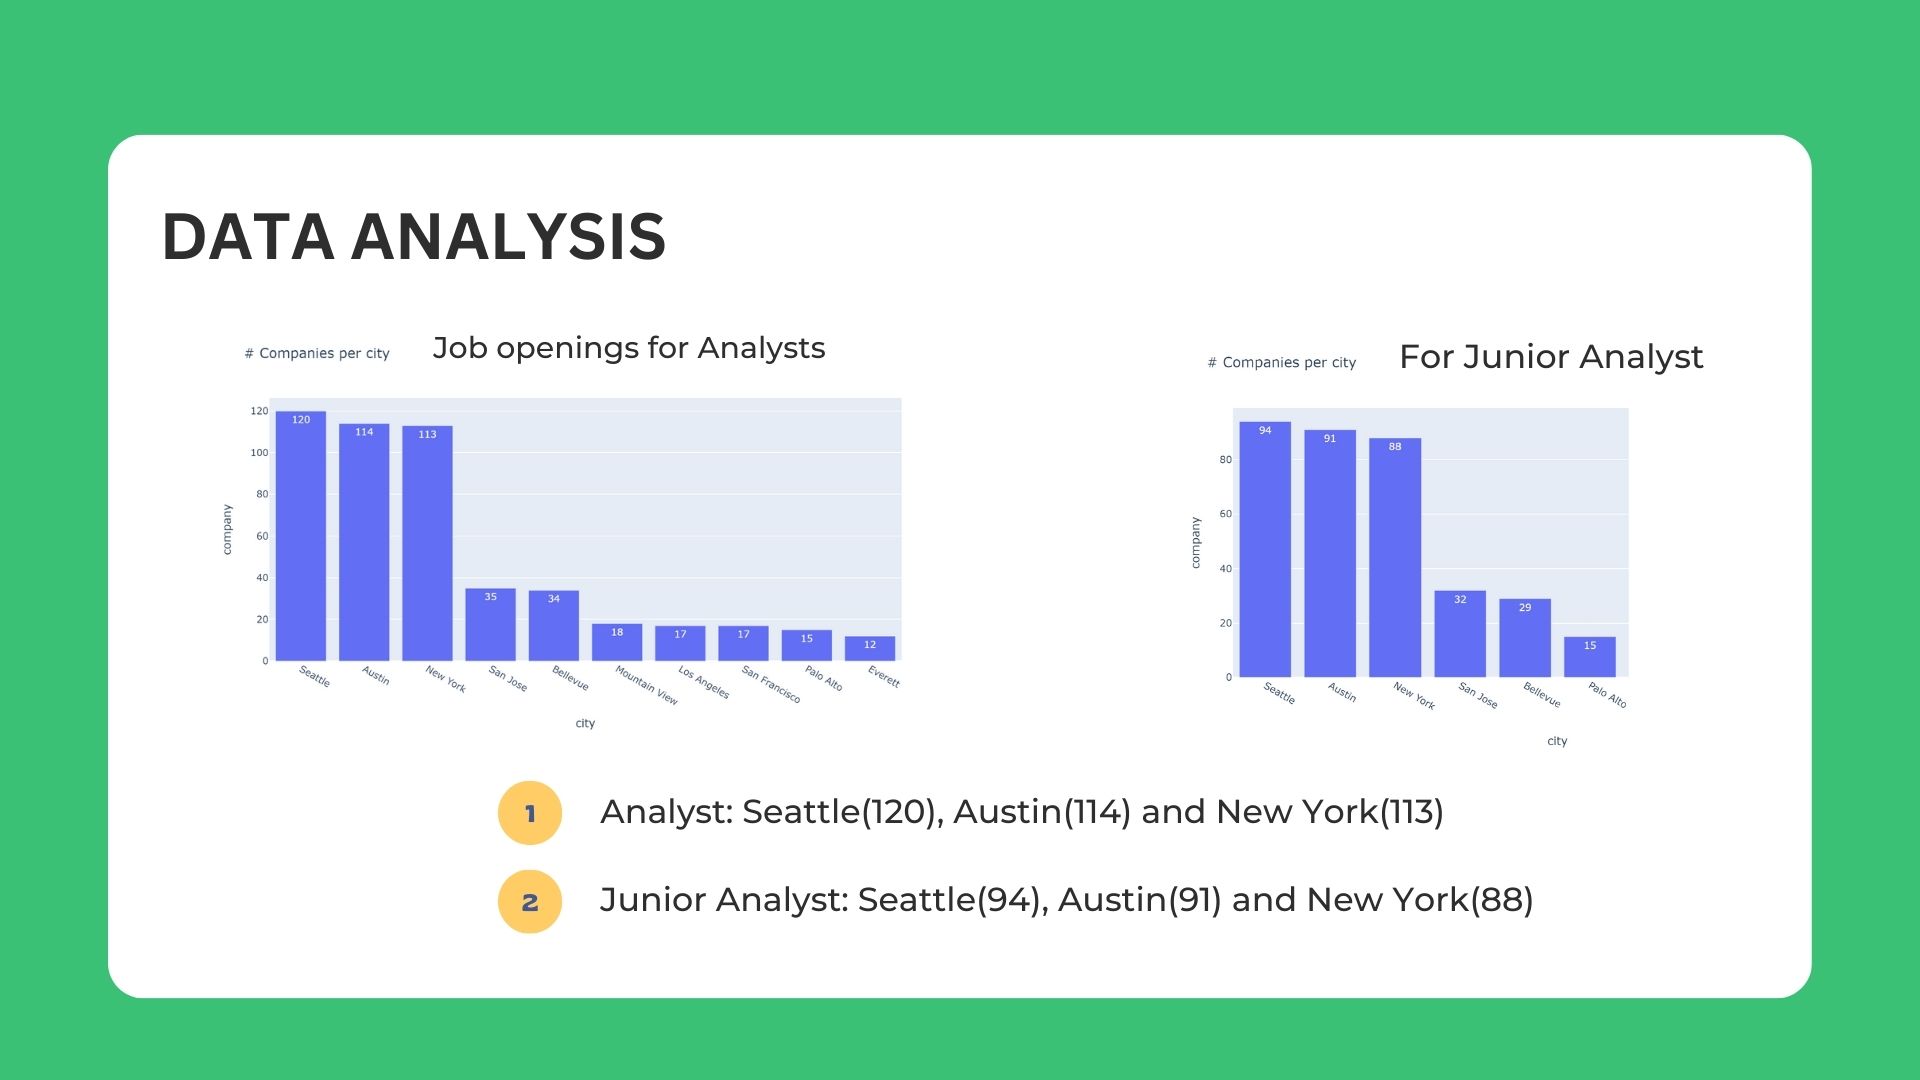 DATA ANALYSIS
# Companies per city
Job openings for Analysts
120
100
80
60
40
20
0
company
120
114
113
35
34
18
17
17
15
12
Seattle
Austin
New York
San Jose
Bellevue
Mountain View
Los Angeles
San Francisco
Palo Alto
Everett
city
# Companies per city
For Junior Analyst
80
60
40
20
0
company
94
91
88
32
29
15
Seattle
Austin
New York
San Jose
Bellevue
Palo Alto
city
1
Analyst: Seattle(120), Austin(114) and New York(113)
2
Junior Analyst: Seattle(94), Austin(91) and New York(88)